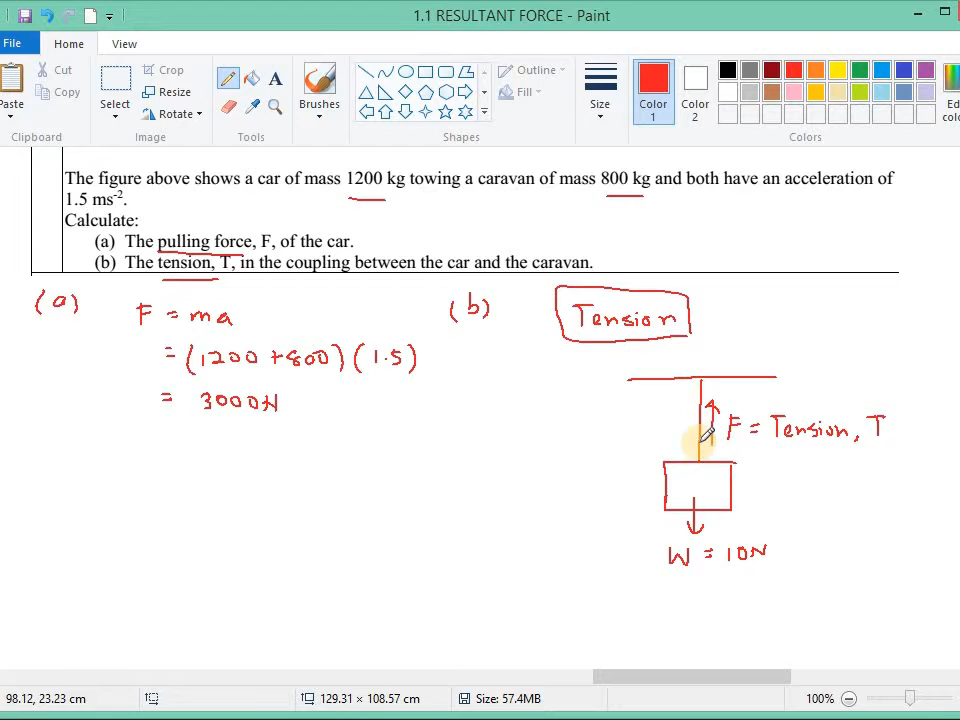 1.1 RESULTANT FORCE - Paint
File Home View
Paste Cut Copy
Select Crop Resize Rotate
A
Brushes
Outline Fill
Size
Color 1 Color 2
Clipboard Image Tools Shapes Colors
The figure above shows a car of mass 1200 kg towing a caravan of mass 800 kg and both have an acceleration of
1.5 ms-2.
Calculate:
(a) The pulling force, F, of the car.
(b) The tension, T, in the coupling between the car and the caravan.
(a) F = ma
= (1200 +800) (1.5)
= 3000N
(b) Tension
F = Tension, T
W = 10N
98.12, 23.23 cm 129.31 × 108.57 cm Size: 57.4MB 100%